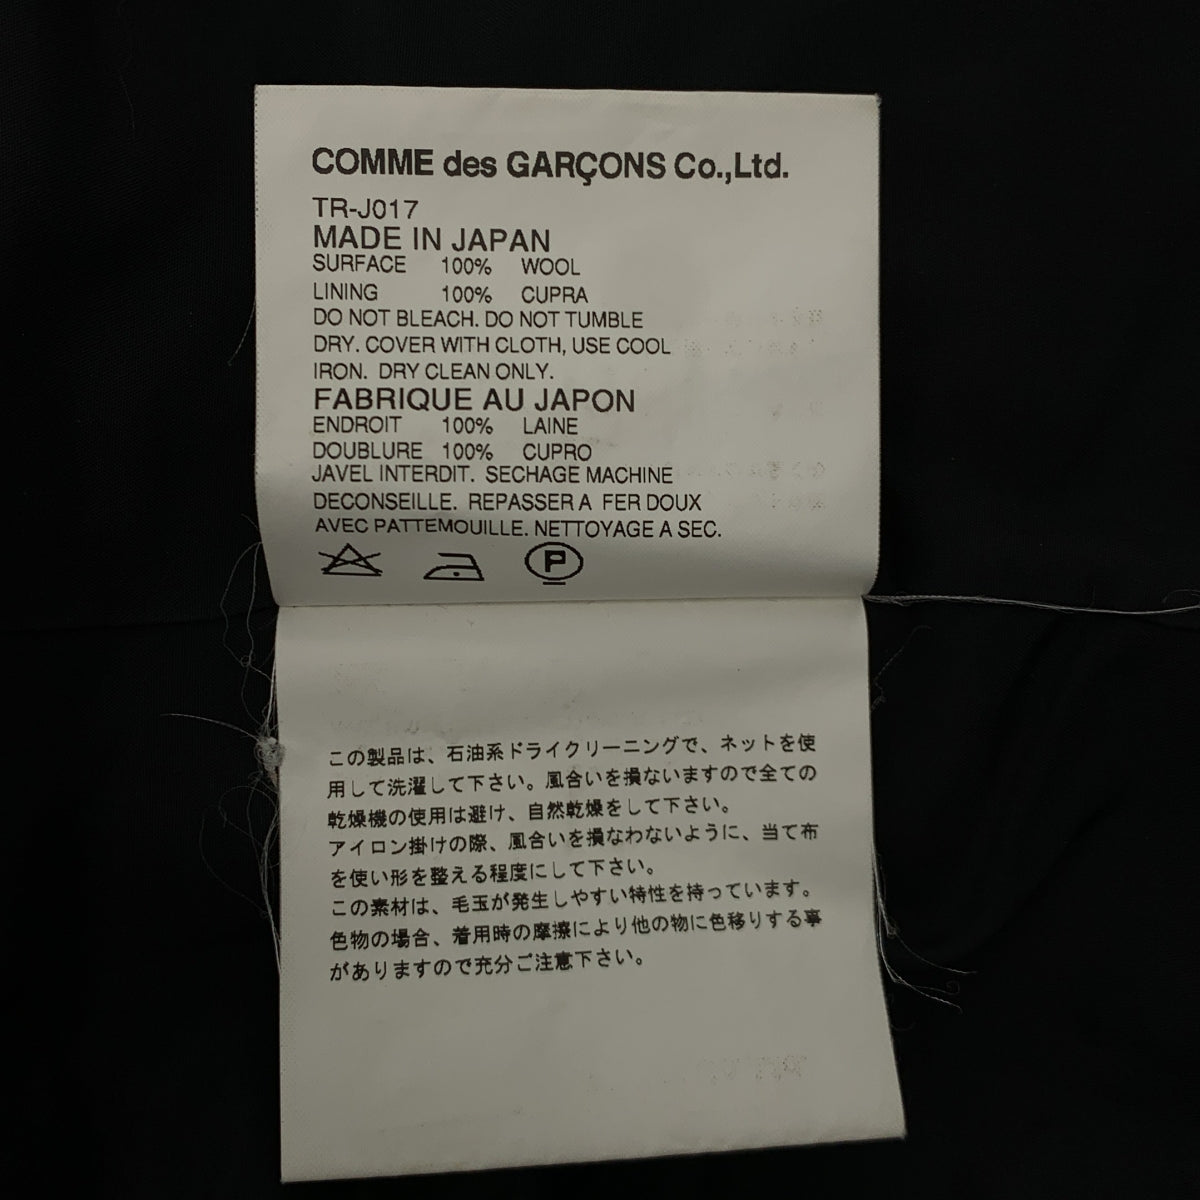 COMME des GARÇONS Co.,Ltd.
TR-J017
MADE IN JAPAN
SURFACE 100% WOOL
LINING 100% CUPRA
DO NOT BLEACH. DO NOT TUMBLE
DRY. COVER WITH CLOTH, USE COOL
IRON. DRY CLEAN ONLY.
FABRIQUE AU JAPON
ENDROIT 100% LAINE
DOUBLURE 100% CUPRO
JAVEL INTERDIT. SECHAGE MACHINE
DECONSEILLE. REPASSER A FER DOUX
AVEC PATTEMOUILLE. NETTOYAGE A SEC.
P
この製品は、石油系ドライクリーニングで、ネットを使
用して洗濯して下さい。風合いを損ないますので全ての
乾燥機の使用は避け、自然乾燥をして下さい。
アイロン掛けの際、風合いを損なわないように、当て布
を使い形を整える程度にして下さい。
この素材は、毛玉が発生しやすい特性を持っています。
色物の場合、着用時の摩擦により他の物に色移りする事
がありますので充分ご注意下さい。